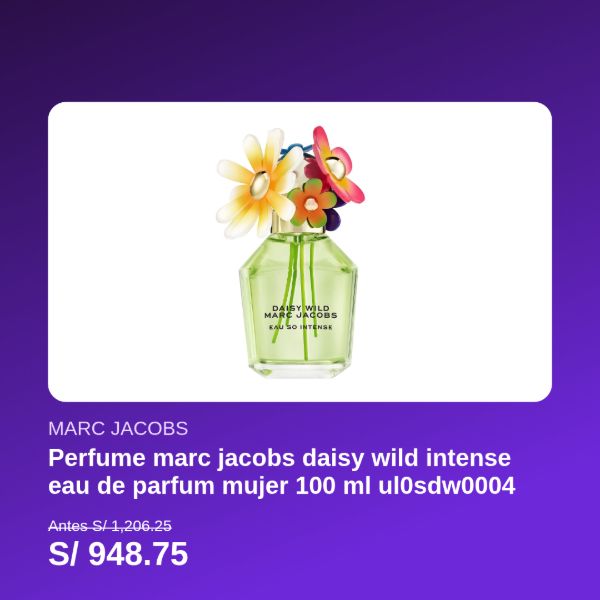 DAISY WILD
MARC JACOBS
EAU SO INTENSE
MARC JACOBS
Perfume marc jacobs daisy wild intense
eau de parfum mujer 100 ml ul0sdw0004
Antes S/ 1,206.25
S/ 948.75